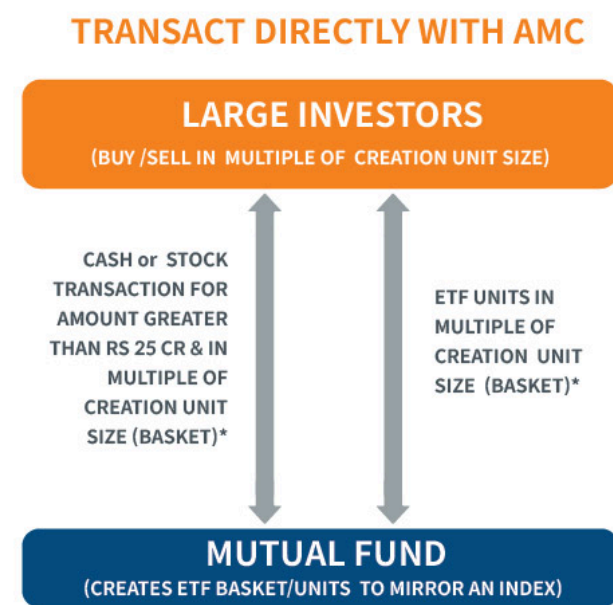 TRANSACT DIRECTLY WITH AMC
LARGE INVESTORS
(BUY /SELL IN MULTIPLE OF CREATION UNIT SIZE)
CASH or STOCK
TRANSACTION FOR
AMOUNT GREATER
THAN RS 25 CR & IN
MULTIPLE OF
CREATION UNIT
SIZE (BASKET)*
ETF UNITS IN
MULTIPLE OF
CREATION UNIT
SIZE (BASKET)*
MUTUAL FUND
(CREATES ETF BASKET/UNITS TO MIRROR AN INDEX)